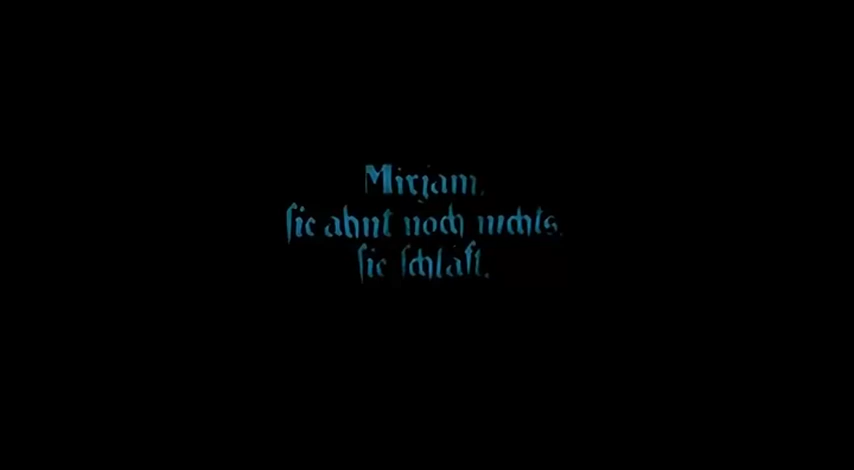 Mirjam,
sie ahnt noch nichts,
sie schläft.